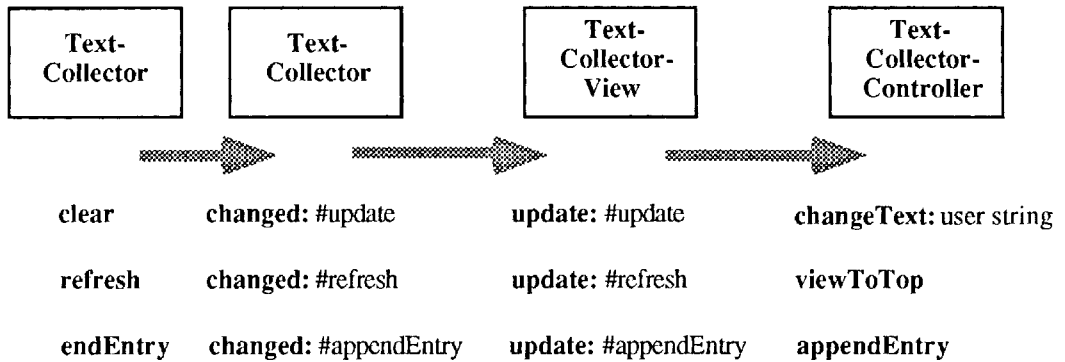 Text-
Collector
Text-
Collector
Text-
Collector-
View
Text-
Collector-
Controller
clear changed: #update update: #update changeText: user string
refresh changed: #refresh update: #refresh viewToTop
endEntry changed: #appendEntry update: #appendEntry appendEntry